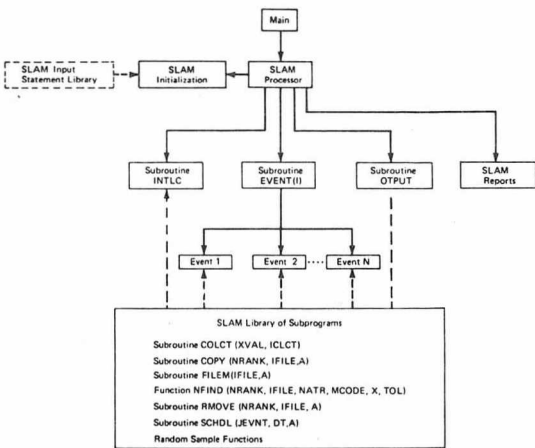 Main
SLAM Input
Statement Library
SLAM
Initialization
SLAM
Processor
Subroutine
INTLC
Subroutine
EVENT(I)
Subroutine
OTPUT
SLAM
Reports
Event 1
Event 2
....
Event N
SLAM Library of Subprograms
Subroutine COLCT (XVAL, ICLCT)
Subroutine COPY (NRANK, IFILE,A)
Subroutine FILEM(IFILE,A)
Function NFIND (NRANK, IFILE, NATR, MCODE, X, TOL)
Subroutine RMOVE (NRANK, IFILE, A)
Subroutine SCHDL (JEVNT, DT,A)
Random Sample Functions